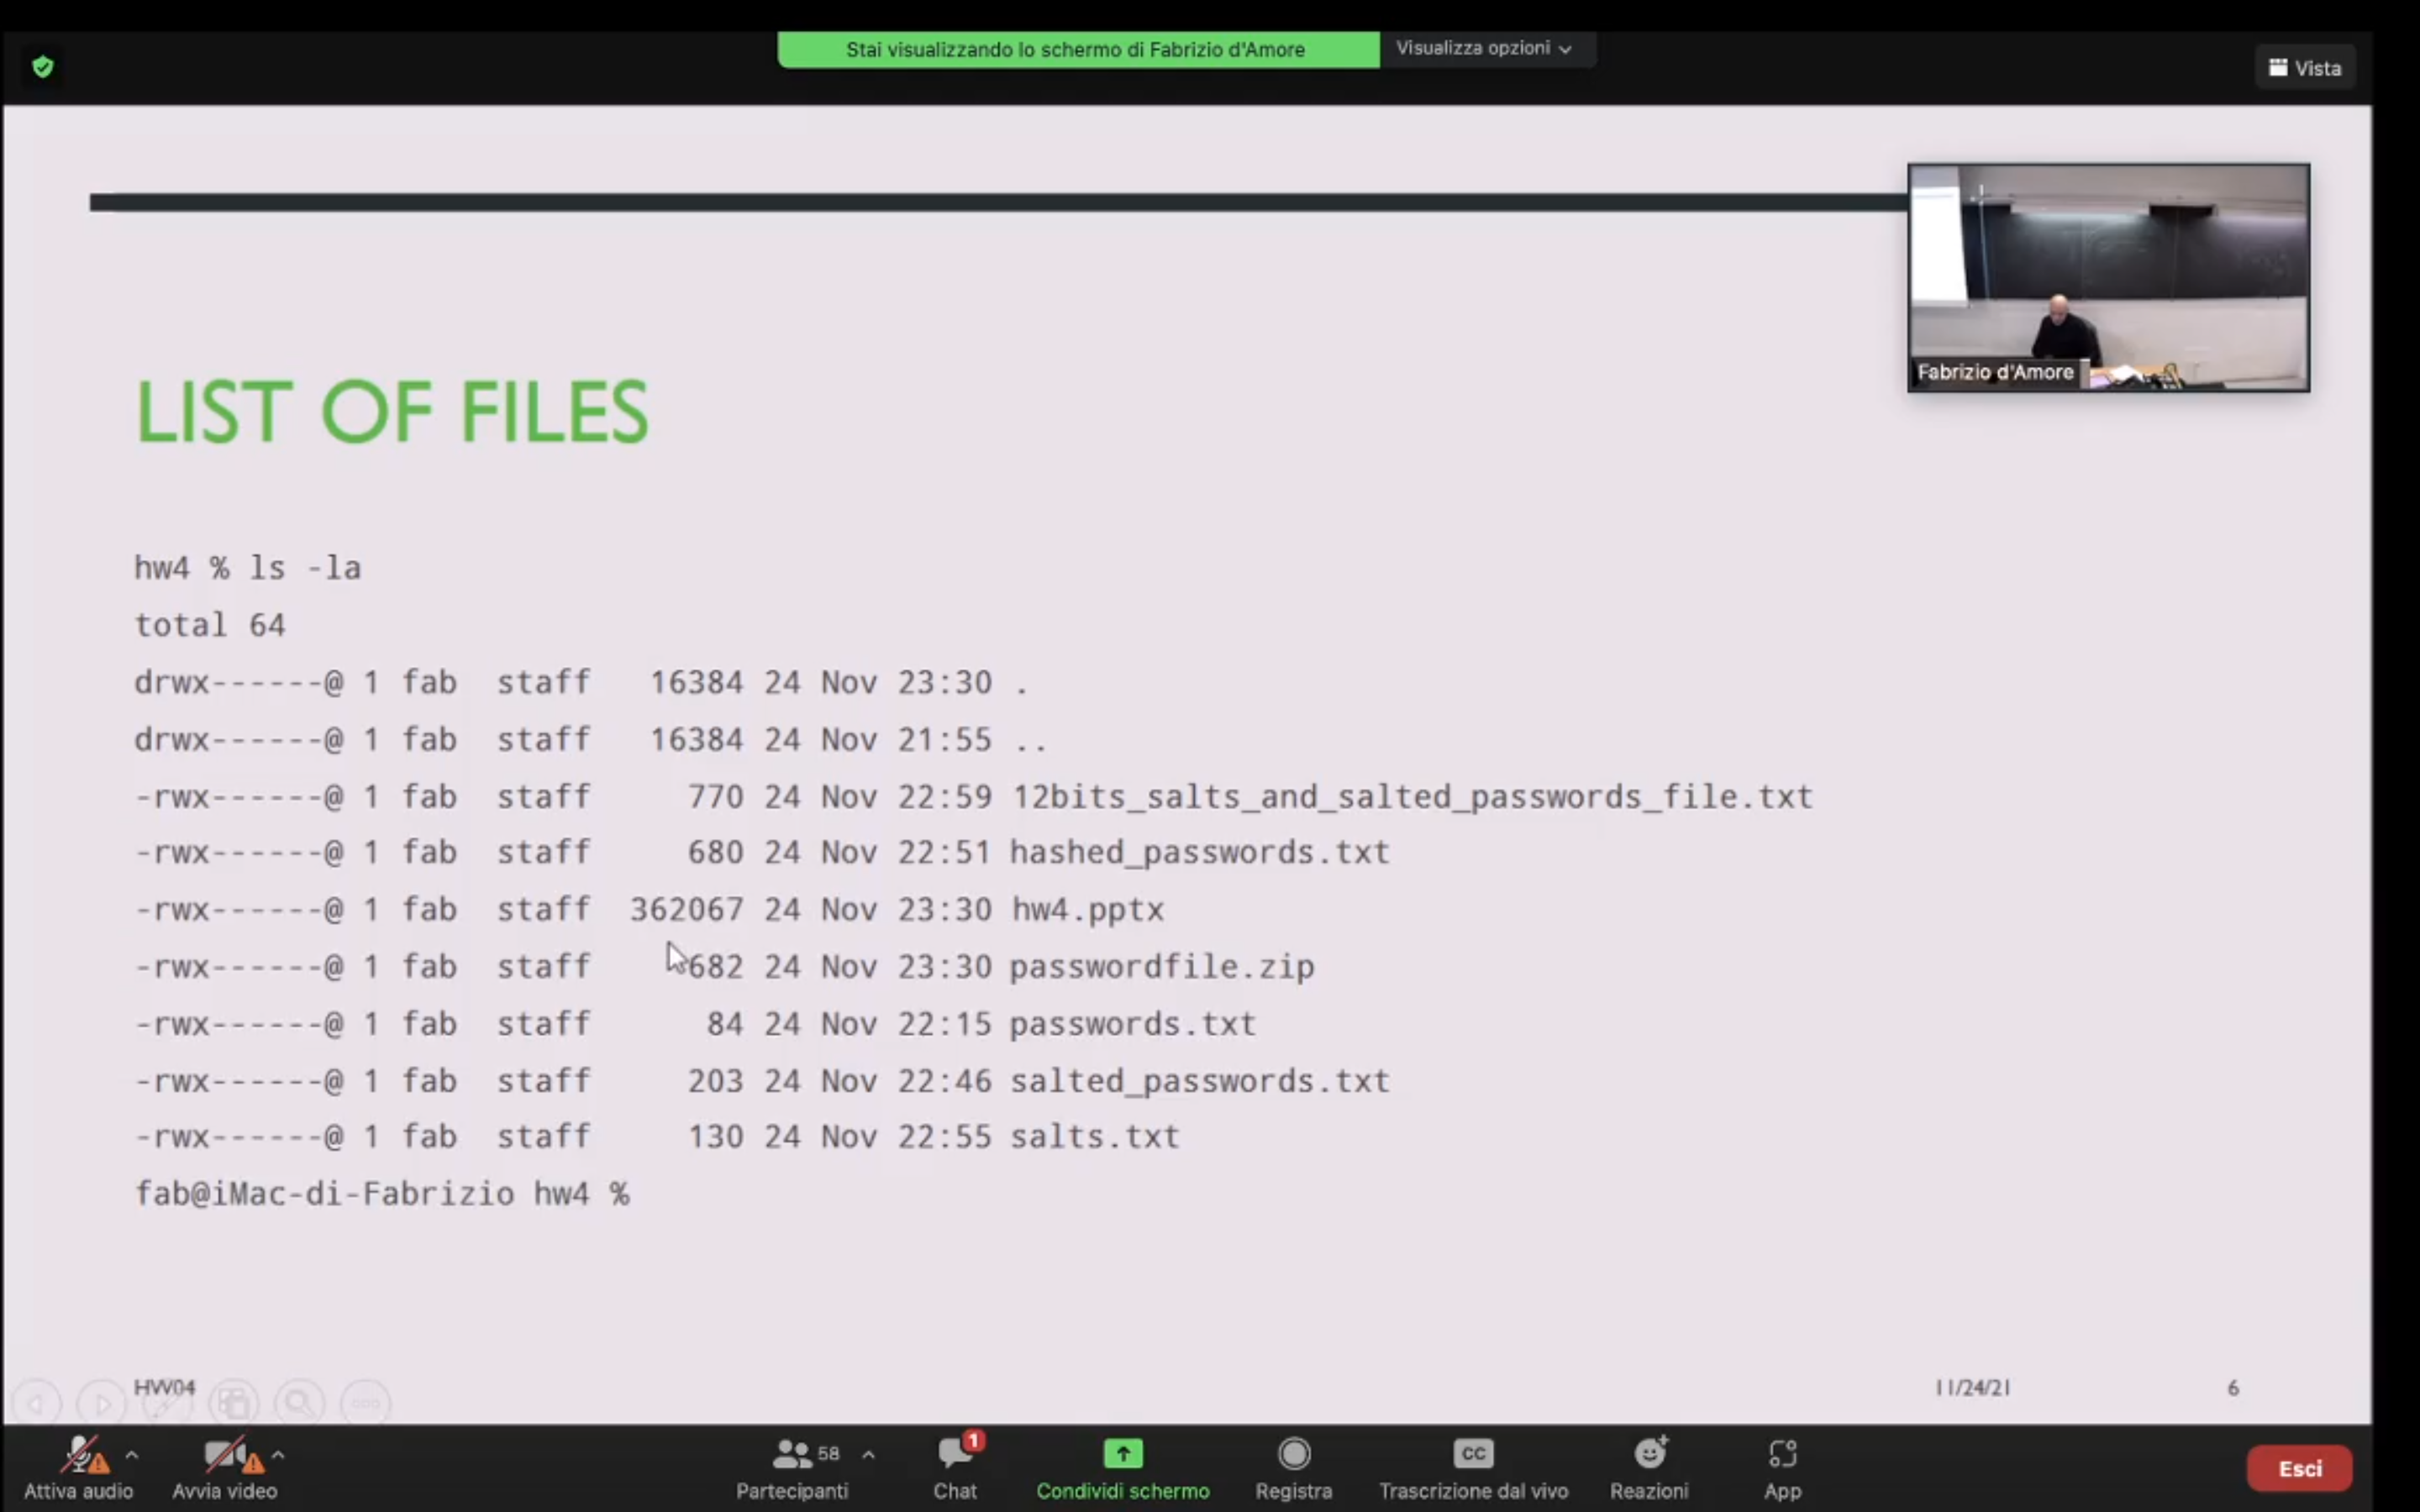 Stai visualizzando lo schermo di Fabrizio d'Amore
Visualizza opzioni
Vista
Fabrizio d'Amore
LIST OF FILES
hw4 % ls -la
total 64
drwx------@ 1 fab  staff   16384 24 Nov 23:30 .
drwx------@ 1 fab  staff   16384 24 Nov 21:55 ..
-rwx------@ 1 fab  staff     770 24 Nov 22:59 12bits_salts_and_salted_passwords_file.txt
-rwx------@ 1 fab  staff     680 24 Nov 22:51 hashed_passwords.txt
-rwx------@ 1 fab  staff  362067 24 Nov 23:30 hw4.pptx
-rwx------@ 1 fab  staff     682 24 Nov 23:30 passwordfile.zip
-rwx------@ 1 fab  staff      84 24 Nov 22:15 passwords.txt
-rwx------@ 1 fab  staff     203 24 Nov 22:46 salted_passwords.txt
-rwx------@ 1 fab  staff     130 24 Nov 22:55 salts.txt
fab@iMac-di-Fabrizio hw4 %
HW04
11/24/21
6
58
1
CC
Attiva audio
Avvia video
Partecipanti
Chat
Condividi schermo
Registra
Trascrizione dal vivo
Reazioni
App
Esci